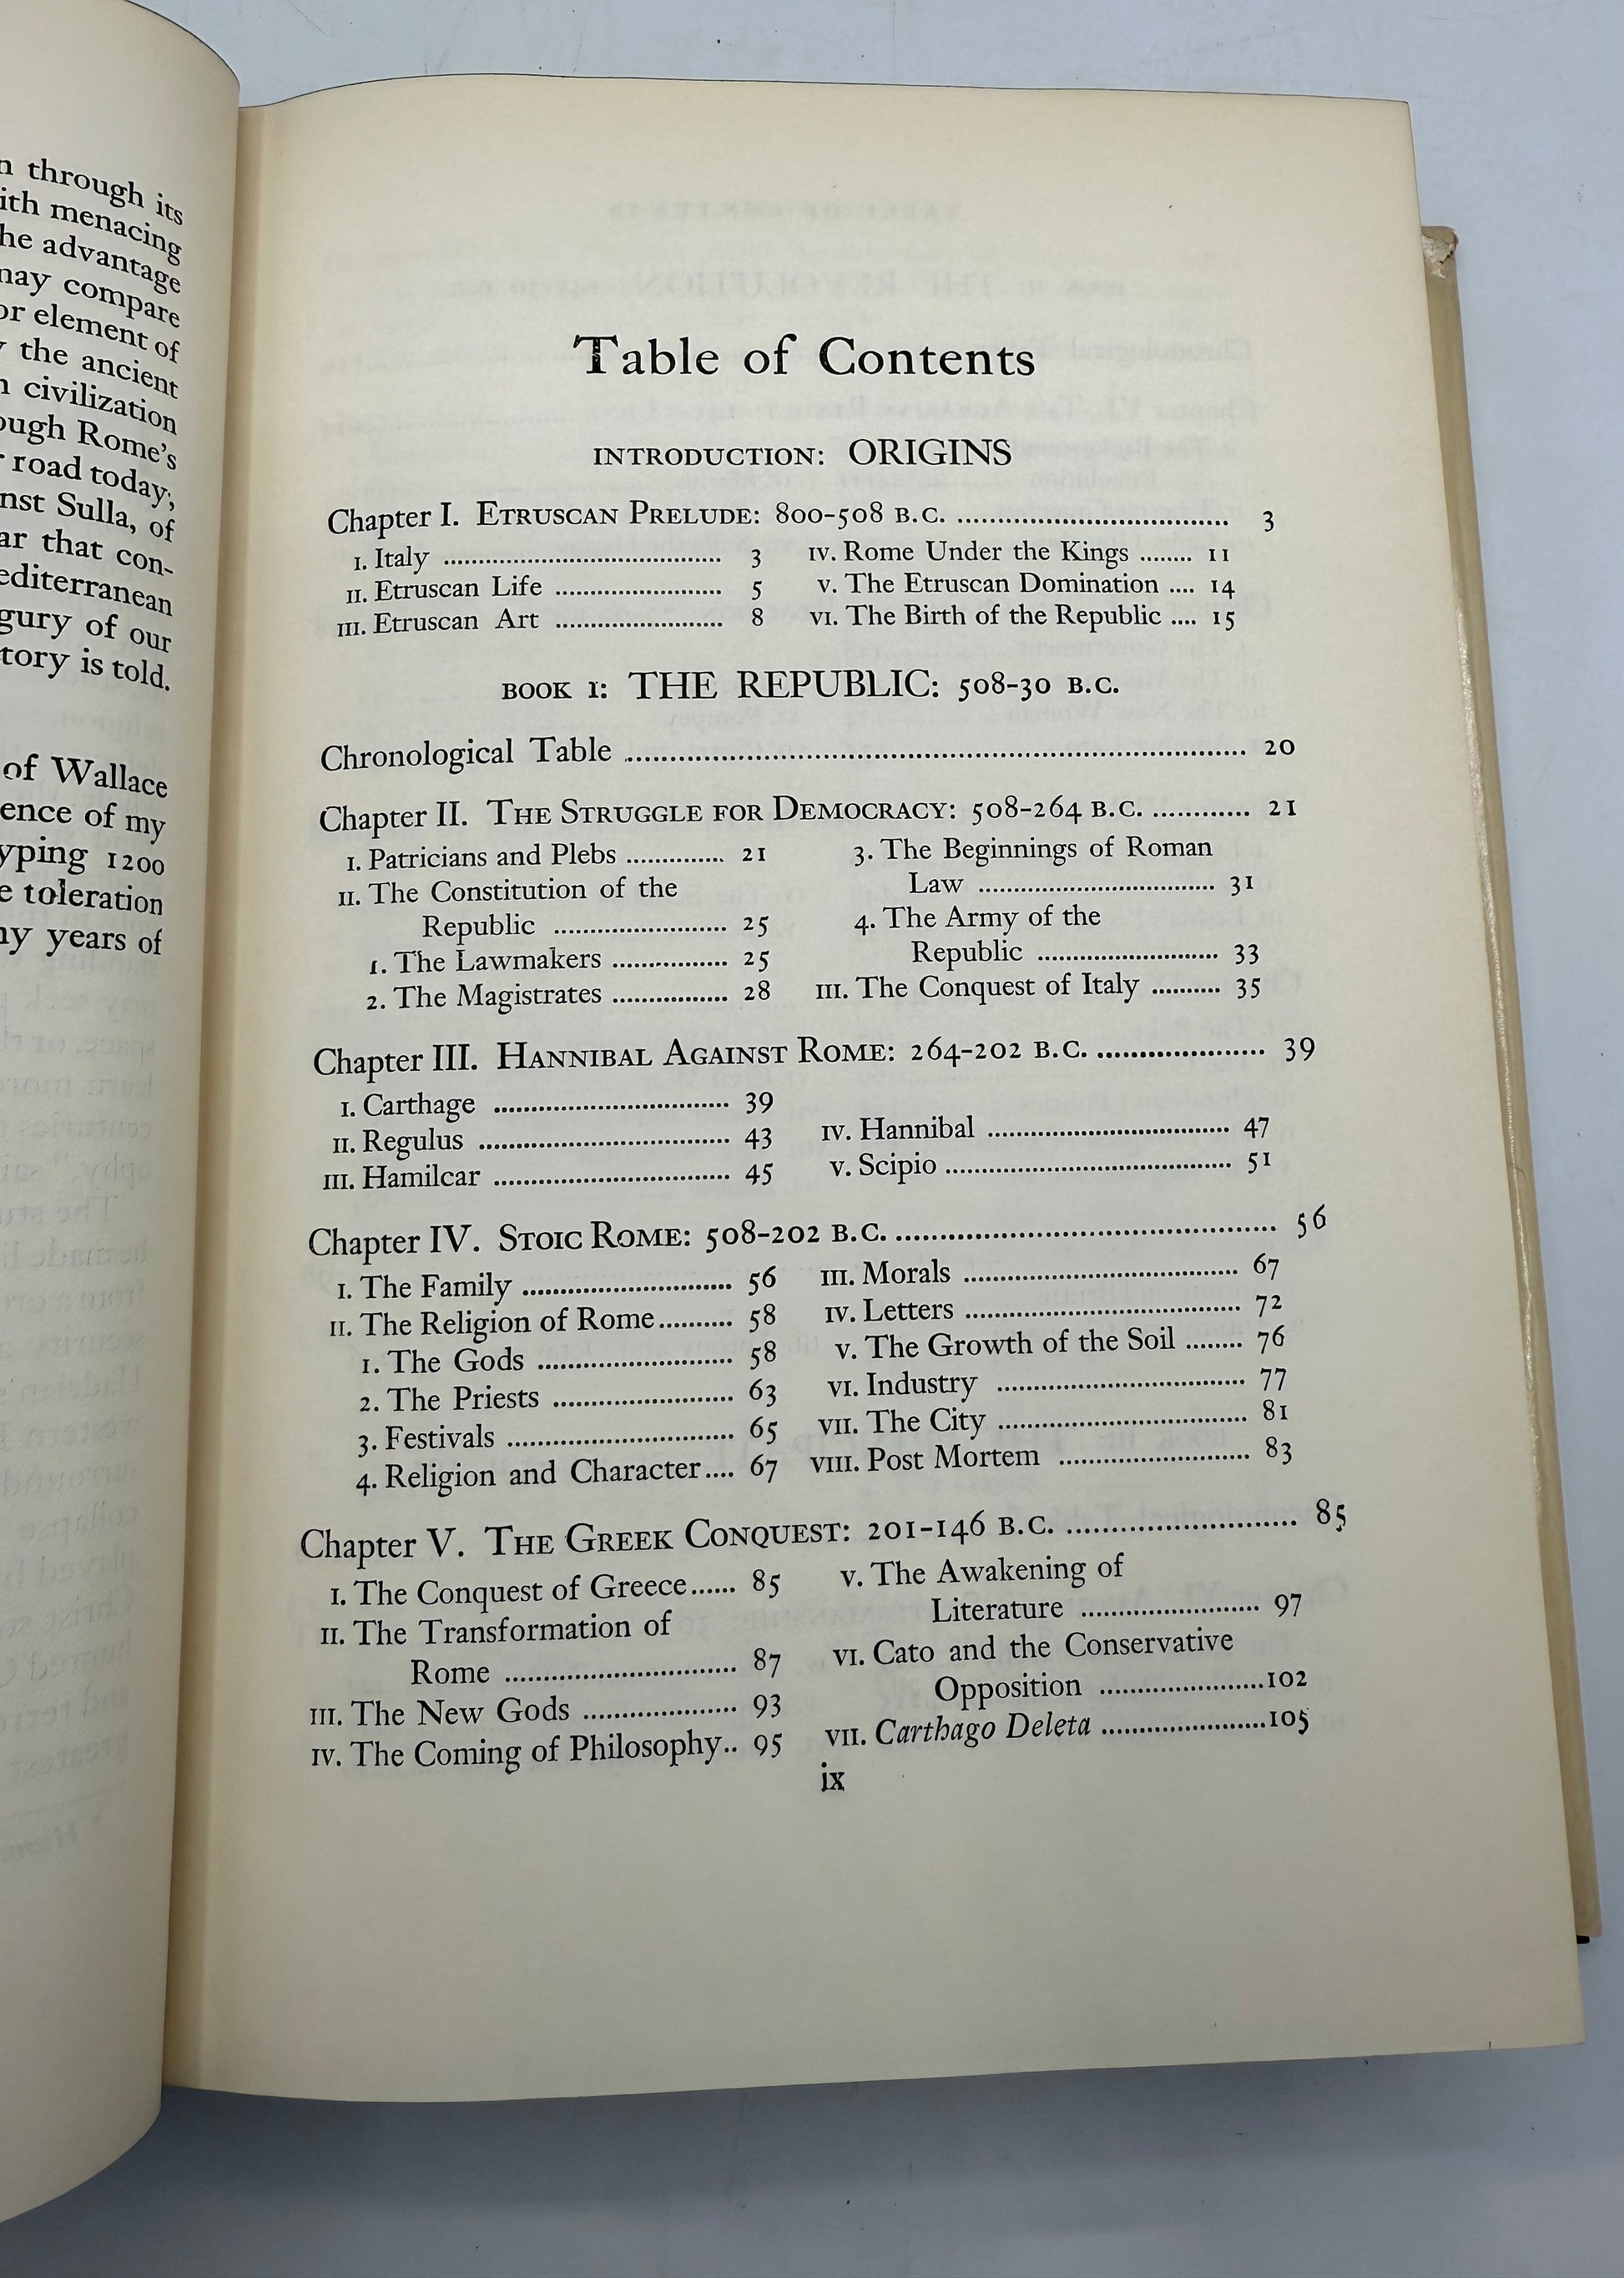 n through its
ith menacing
he advantage
nay compare
or element of
the ancient
n civilization
ough Rome's
road today;
nst Sulla, of
ar that con-
editerranean
gury of our
tory is told.
of Wallace
ence of my
yping 1200
e toleration
ny years of
Table of Contents
INTRODUCTION: ORIGINS
Chapter I. ETRUSCAN PRELUDE: 800-508 B.C. .................................... 3
I. Italy ..................................... 3
II. Etruscan Life ...................... 5
III. Etruscan Art ...................... 8
IV. Rome Under the Kings ........ 11
V. The Etruscan Domination .... 14
VI. The Birth of the Republic .... 15
BOOK I: THE REPUBLIC: 508-30 B.C.
Chronological Table .................................................................................. 20
Chapter II. THE STRUGGLE FOR DEMOCRACY: 508-264 B.C. ............ 21
I. Patricians and Plebs ............. 21
II. The Constitution of the
Republic ....................... 25
1. The Lawmakers ............... 25
2. The Magistrates ............... 28
3. The Beginnings of Roman
Law ............................... 31
4. The Army of the
Republic ........................ 33
III. The Conquest of Italy ......... 35
Chapter III. HANNIBAL AGAINST ROME: 264-202 B.C. ..................... 39
I. Carthage ............................... 39
II. Regulus ................................. 43
III. Hamilcar ............................... 45
IV. Hannibal ................................ 47
V. Scipio ...................................... 51
Chapter IV. STOIC ROME: 508-202 B.C. .................................................. 56
I. The Family ........................... 56
II. The Religion of Rome.......... 58
1. The Gods ......................... 58
2. The Priests ....................... 63
3. Festivals ............................. 65
4. Religion and Character.... 67
III. Morals .................................... 67
IV. Letters .................................... 72
V. The Growth of the Soil ....... 76
VI. Industry ................................ 77
VII. The City ................................ 81
VIII. Post Mortem ........................ 83
Chapter V. THE GREEK CONQUEST: 201-146 B.C. .............................. 85
I. The Conquest of Greece...... 85
II. The Transformation of
Rome .............................. 87
III. The New Gods .................... 93
IV. The Coming of Philosophy.. 95
V. The Awakening of
Literature ....................... 97
VI. Cato and the Conservative
Opposition .....................102
VII. Carthago Deleta .....................105
ix